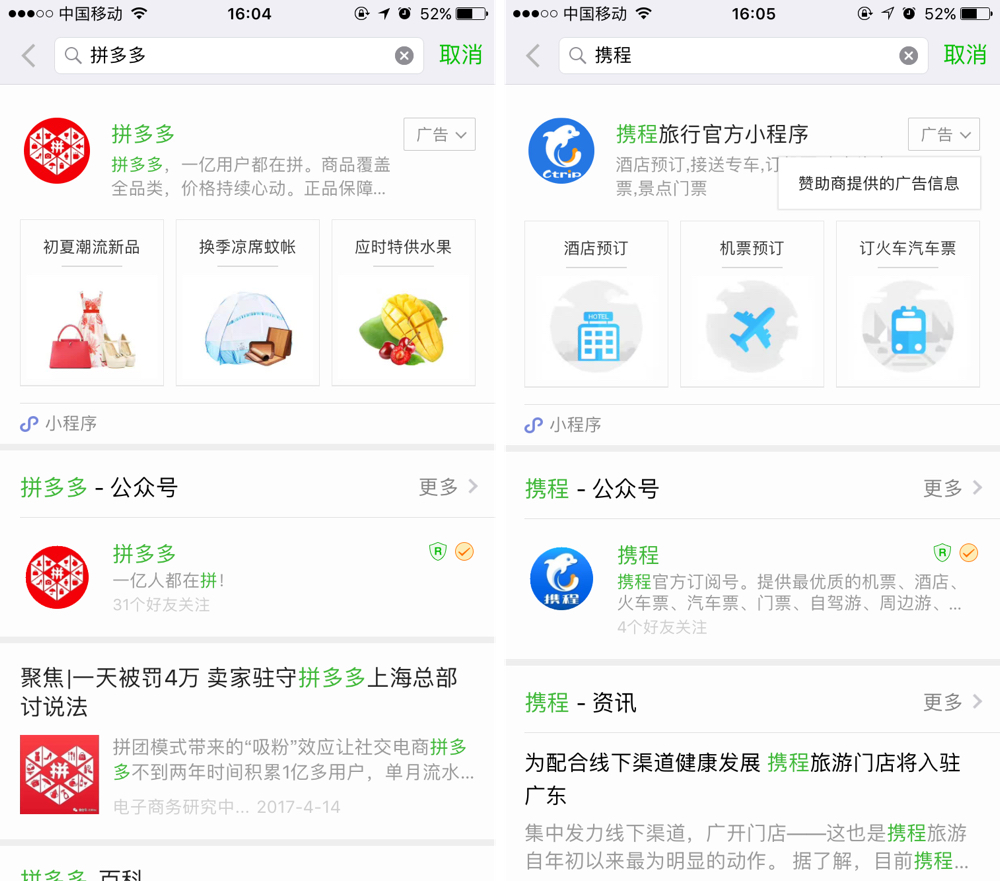 中国移动 16:04 52%
拼多多 取消
拼多多 广告
拼多多，一亿用户都在拼。商品覆盖
全品类，价格持续心动。正品保障...
初夏潮流新品 换季凉席蚊帐 应时特供水果
小程序
拼多多 - 公众号 更多
拼
拼多多
一亿人都在拼！
31个好友关注
聚焦|一天被罚4万 卖家驻守拼多多上海总部
讨说法
拼
拼团模式带来的“吸粉”效应让社交电商拼多
多不到两年时间积累1亿多用户，单月流水...
电子商务研究中... 2017-4-14
拼多多 百科
中国移动 16:05 52%
携程 取消
Ctrip
携程旅行官方小程序 广告
酒店预订,接送专车,订
票,景点门票
赞助商提供的广告信息
酒店预订 机票预订 订火车汽车票
HOTEL
小程序
携程 - 公众号 更多
携程
携程 R
携程官方订阅号。提供最优质的机票、酒店、
火车票、汽车票、门票、自驾游、周边游、...
4个好友关注
携程 - 资讯 更多
为配合线下渠道健康发展 携程旅游门店将入驻
广东
集中发力线下渠道，广开门店——这也是携程旅游
自年初以来最为明显的动作。 据了解，目前携程...